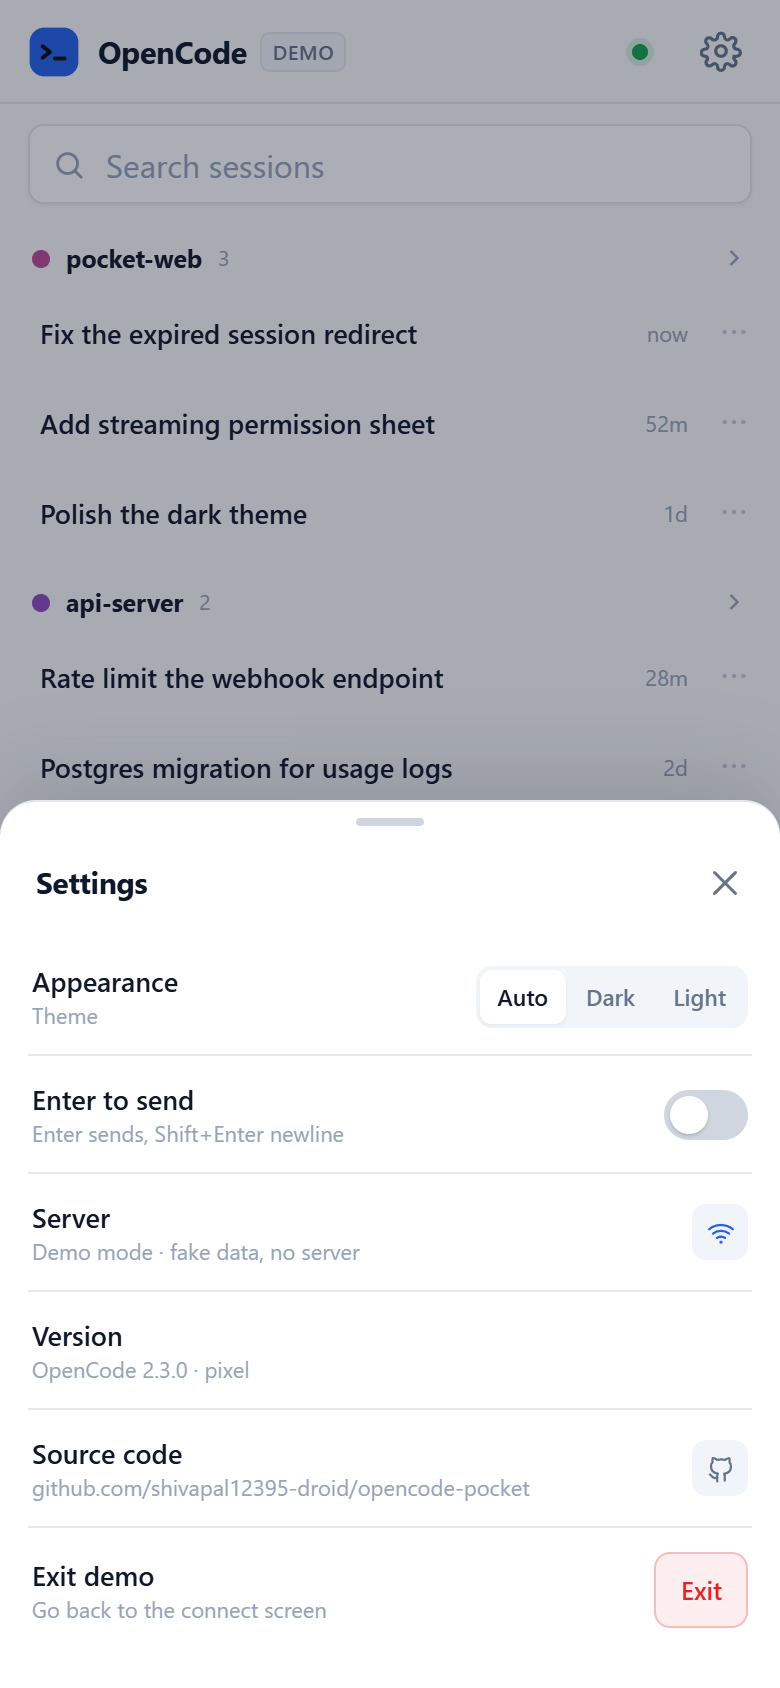 OpenCode DEMO
Search sessions
pocket-web 3
Fix the expired session redirect now
Add streaming permission sheet 52m
Polish the dark theme 1d
api-server 2
Rate limit the webhook endpoint 28m
Postgres migration for usage logs 2d
Settings
Appearance
Theme
Auto Dark Light
Enter to send
Enter sends, Shift+Enter newline
Server
Demo mode · fake data, no server
Version
OpenCode 2.3.0 · pixel
Source code
github.com/shivapal12395-droid/opencode-pocket
Exit demo
Go back to the connect screen
Exit